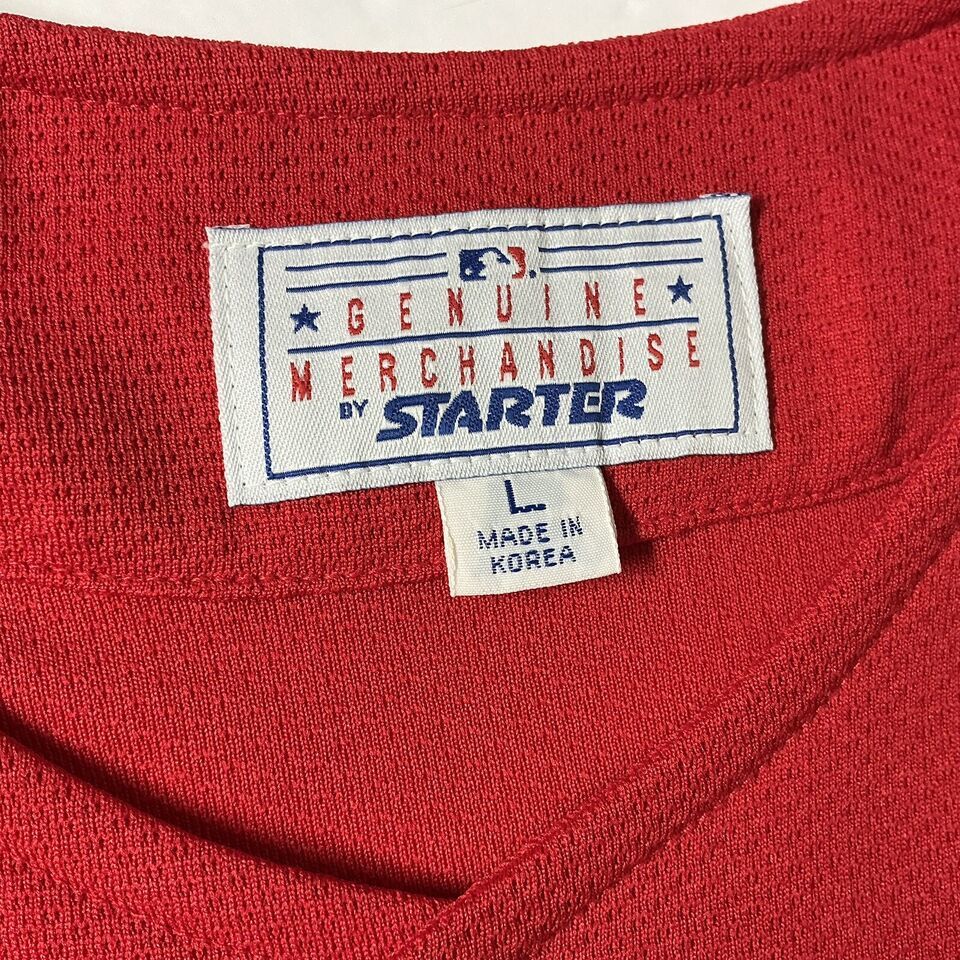 GENUINE
MERCHANDISE
BY STARTER
L
MADE IN
KOREA